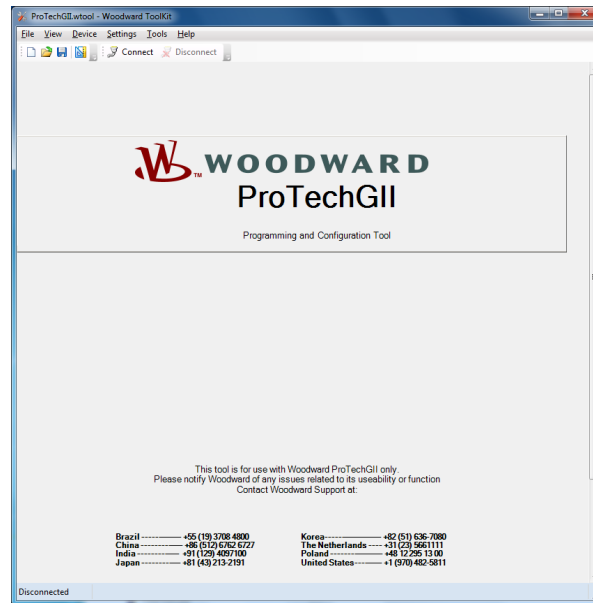 ProTechGII.wtool - Woodward ToolKit
File View Device Settings Tools Help
Connect Disconnect
WOODWARD
TM
ProTechGII
Programming and Configuration Tool
This tool is for use with Woodward ProTechGII only.
Please notify Woodward of any issues related to its useability or function
Contact Woodward Support at:
Brazil ------------- +55 (19) 3708 4800
China ------------- +86 (512) 6762 6727
India ------------- +91 (129) 4097100
Japan ------------- +81 (43) 213-2191
Korea------------- +82 (51) 636-7080
The Netherlands ---- +31 (23) 5661111
Poland ------------- +48 12 295 13 00
United States------- +1 (970) 482-5811
Disconnected